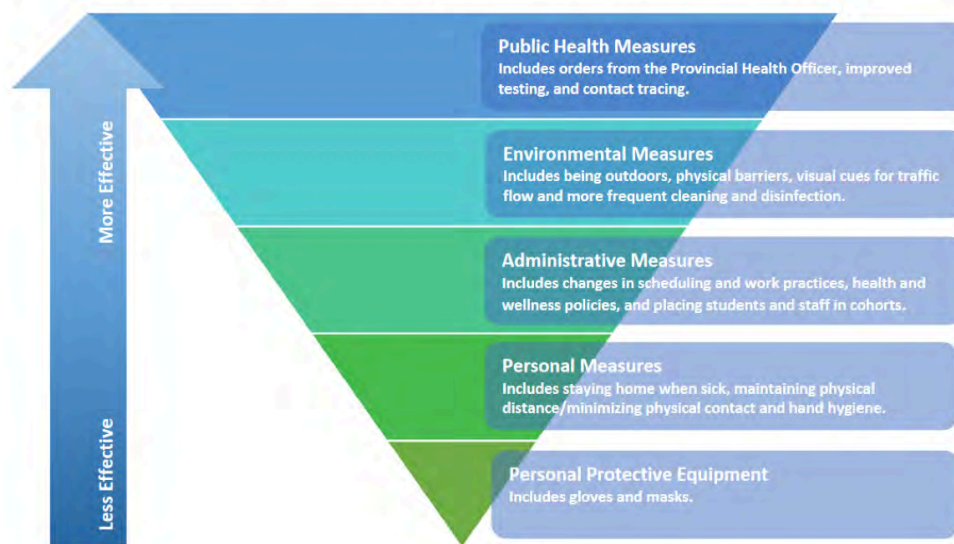 Public Health Measures
Includes orders from the Provincial Health Officer, improved
testing, and contact tracing.
Environmental Measures
Includes being outdoors, physical barriers, visual cues for traffic
flow and more frequent cleaning and disinfection.
More Effective
Administrative Measures
Includes changes in scheduling and work practices, health and
wellness policies, and placing students and staff in cohorts.
Personal Measures
Includes staying home when sick, maintaining physical
distance/minimizing physical contact and hand hygiene.
Less Effective
Personal Protective Equipment
Includes gloves and masks.